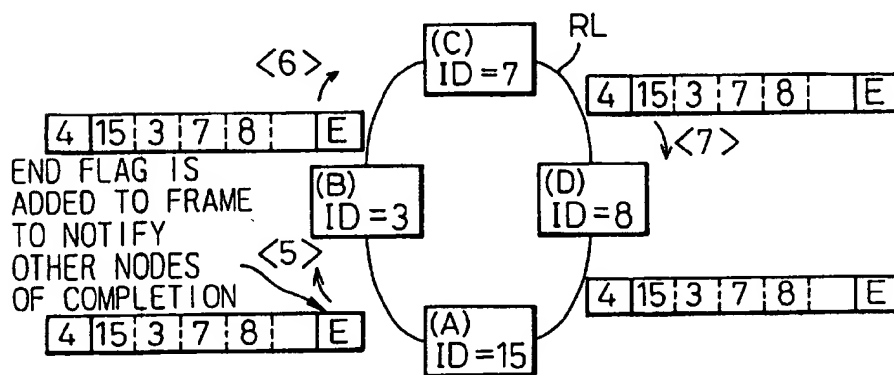 (C)
ID=7
RL
<6>
4 15 3 7 8 E
4 15 3 7 8 E
<7>
END FLAG IS
ADDED TO FRAME
TO NOTIFY
OTHER NODES
OF COMPLETION
(B)
ID=3
(D)
ID=8
<5>
4 15 3 7 8 E
4 15 3 7 8 E
(A)
ID=15